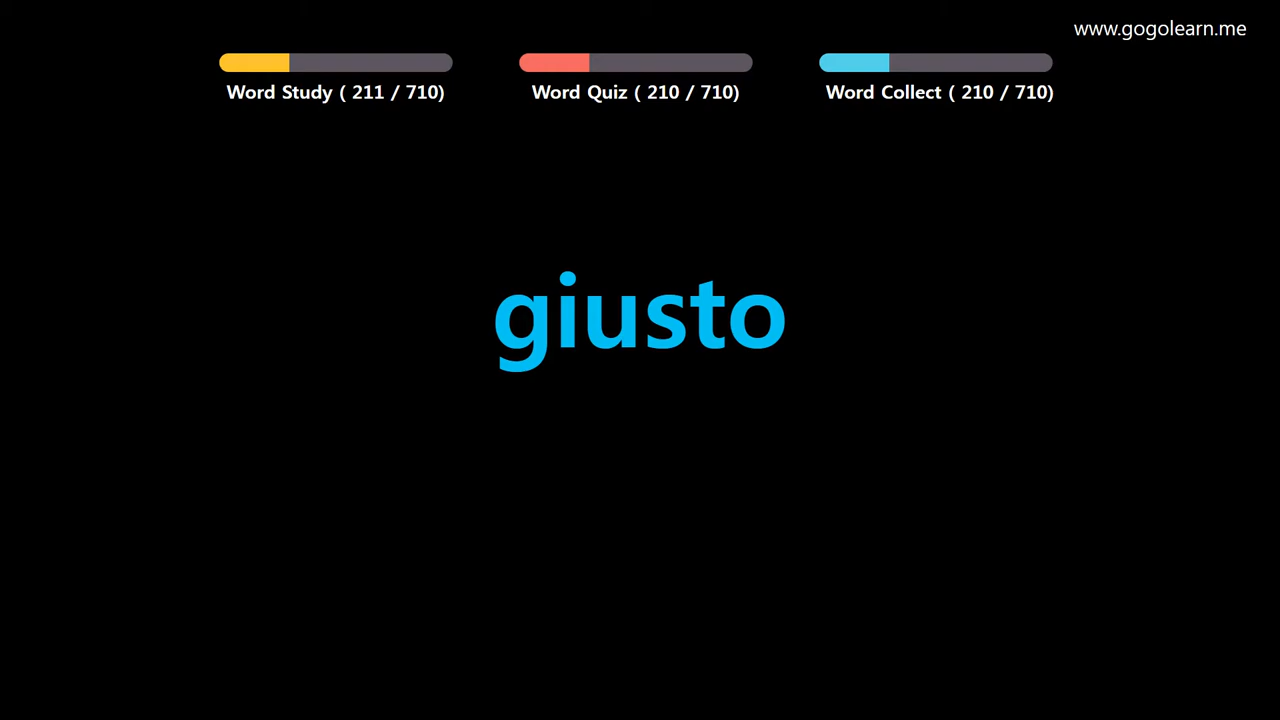 www.gogolearn.me
Word Study ( 211 / 710)
Word Quiz ( 210 / 710)
Word Collect ( 210 / 710)
giusto